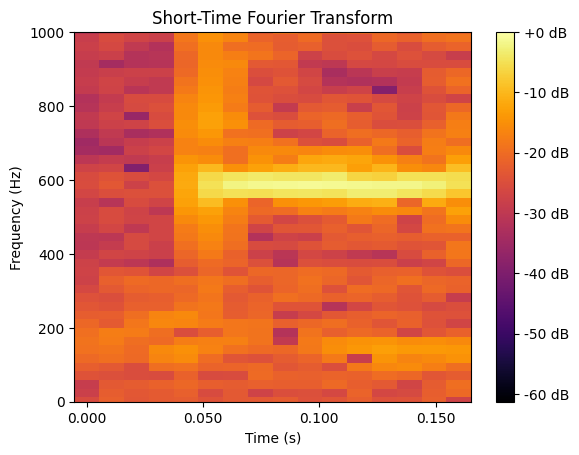 Short-Time Fourier Transform
Frequency (Hz)
1000
800
600
400
200
0
0.000
0.050
0.100
0.150
Time (s)
+0 dB
-10 dB
-20 dB
-30 dB
-40 dB
-50 dB
-60 dB